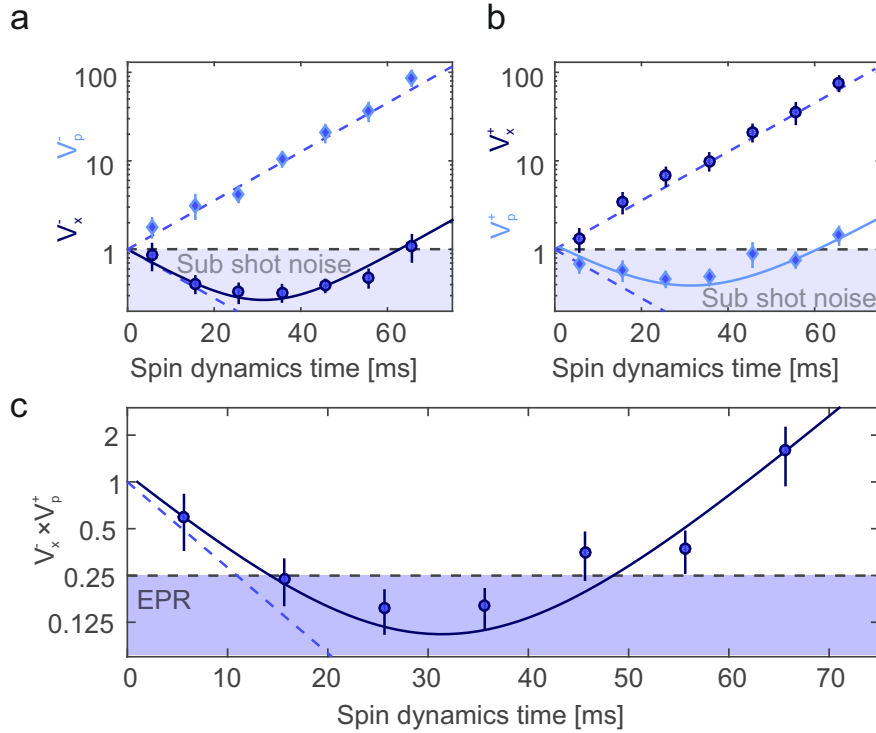 a
100
10
1
V⁻ₓ V⁻ₚ
Sub shot noise
0 20 40 60
Spin dynamics time [ms]
b
100
10
1
V⁺ₚ V⁺ₓ
Sub shot noise
0 20 40 60
Spin dynamics time [ms]
c
2
1
0.5
0.25
0.125
V⁻ₓ×V⁺ₚ
EPR
0 10 20 30 40 50 60 70
Spin dynamics time [ms]